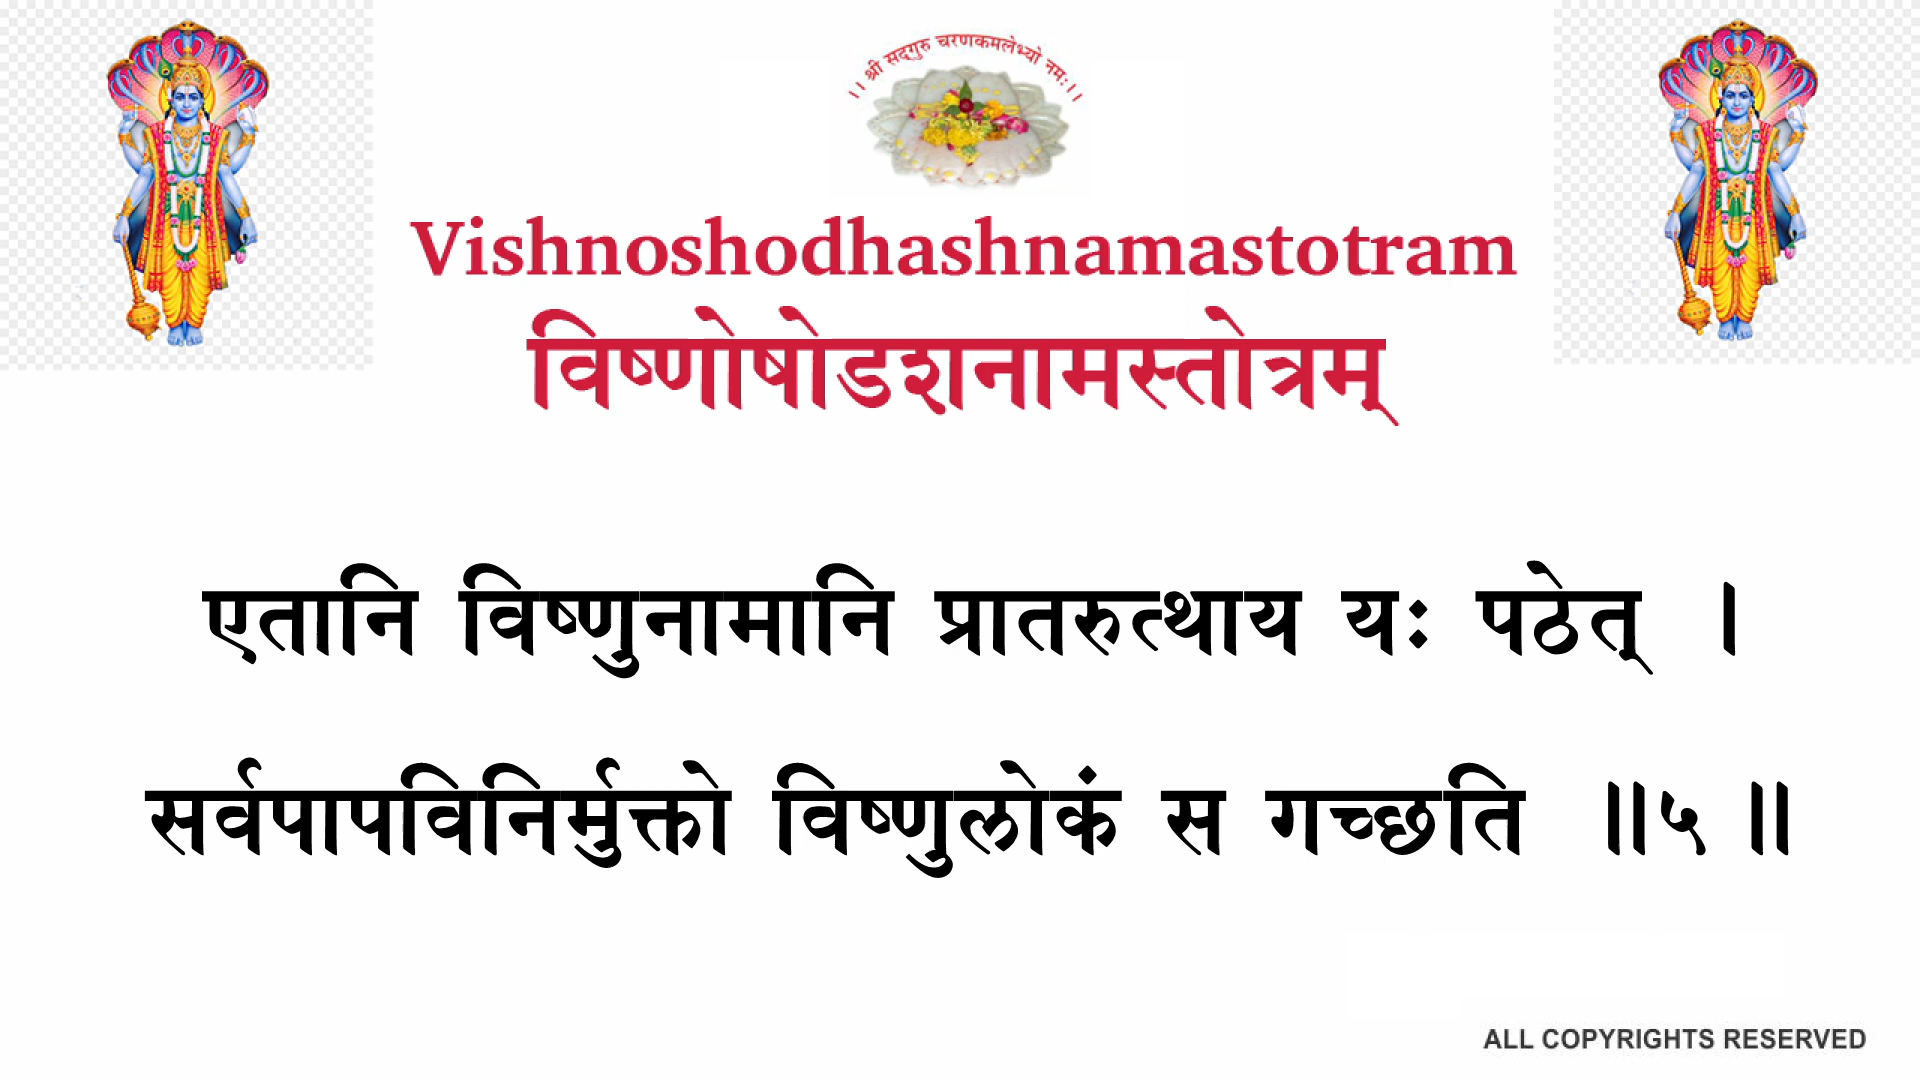 ।। श्री सद्गुरु चरणकमलेभ्यो नमः।।
Vishnoshodhashnamastotram
विष्णोषोडशनामस्तोत्रम्
एतानि विष्णुनामानि प्रातरुत्थाय यः पठेत् ।
सर्वपापविनिर्मुक्तो विष्णुलोकं स गच्छति ॥५ ॥
ALL COPYRIGHTS RESERVED